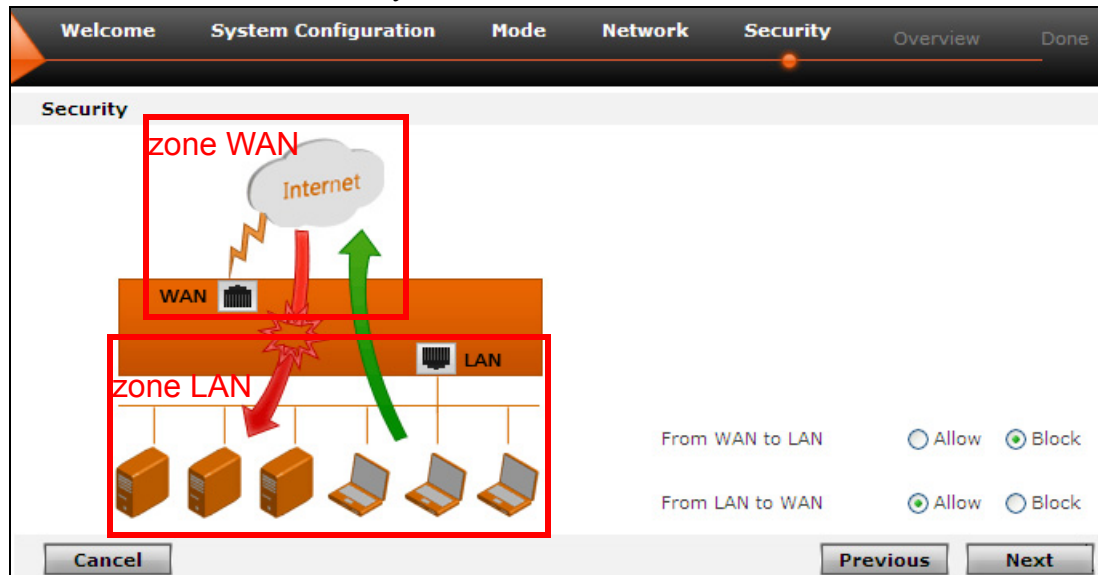 Welcome System Configuration Mode Network Security Overview Done
Security
zone WAN
Internet
WAN
LAN
zone LAN
From WAN to LAN Allow Block
From LAN to WAN Allow Block
Cancel Previous Next